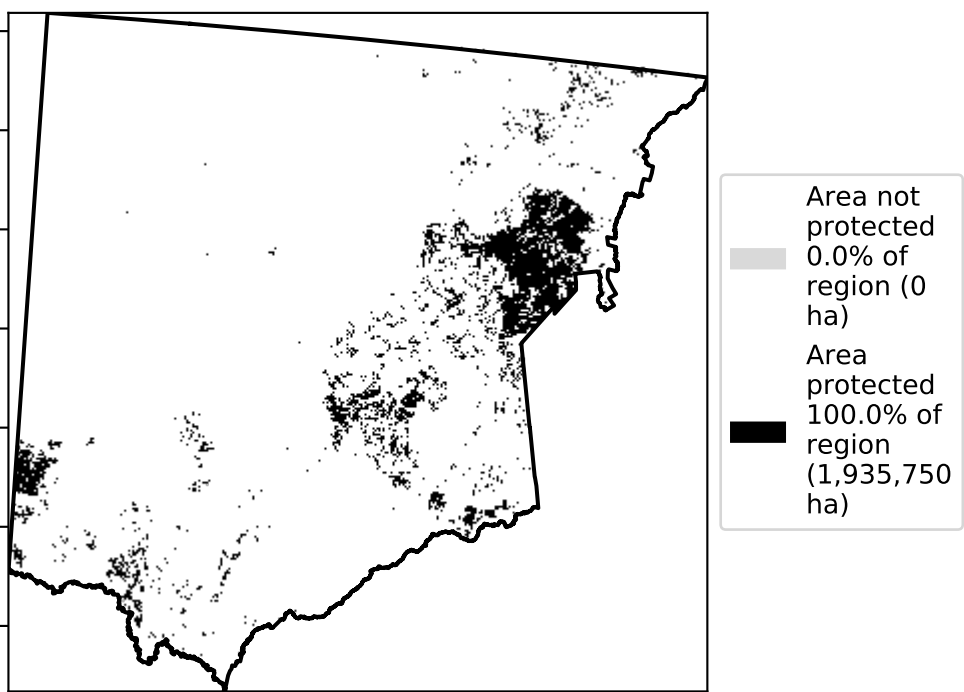 Area not
protected
0.0% of
region (0
ha)
Area
protected
100.0% of
region
(1,935,750
ha)